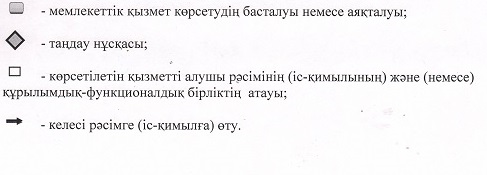 - мемлекеттік қызмет көрсетудің басталуы немесе аяқталуы;
- таңдау нұсқасы;
- көрсетілетін қызметті алушы рәсімінің (іс-қимылының) және (немесе)
құрылымдық-функционалдық бірліктің атауы;
- келесі рәсімге (іс-қимылға) өту.